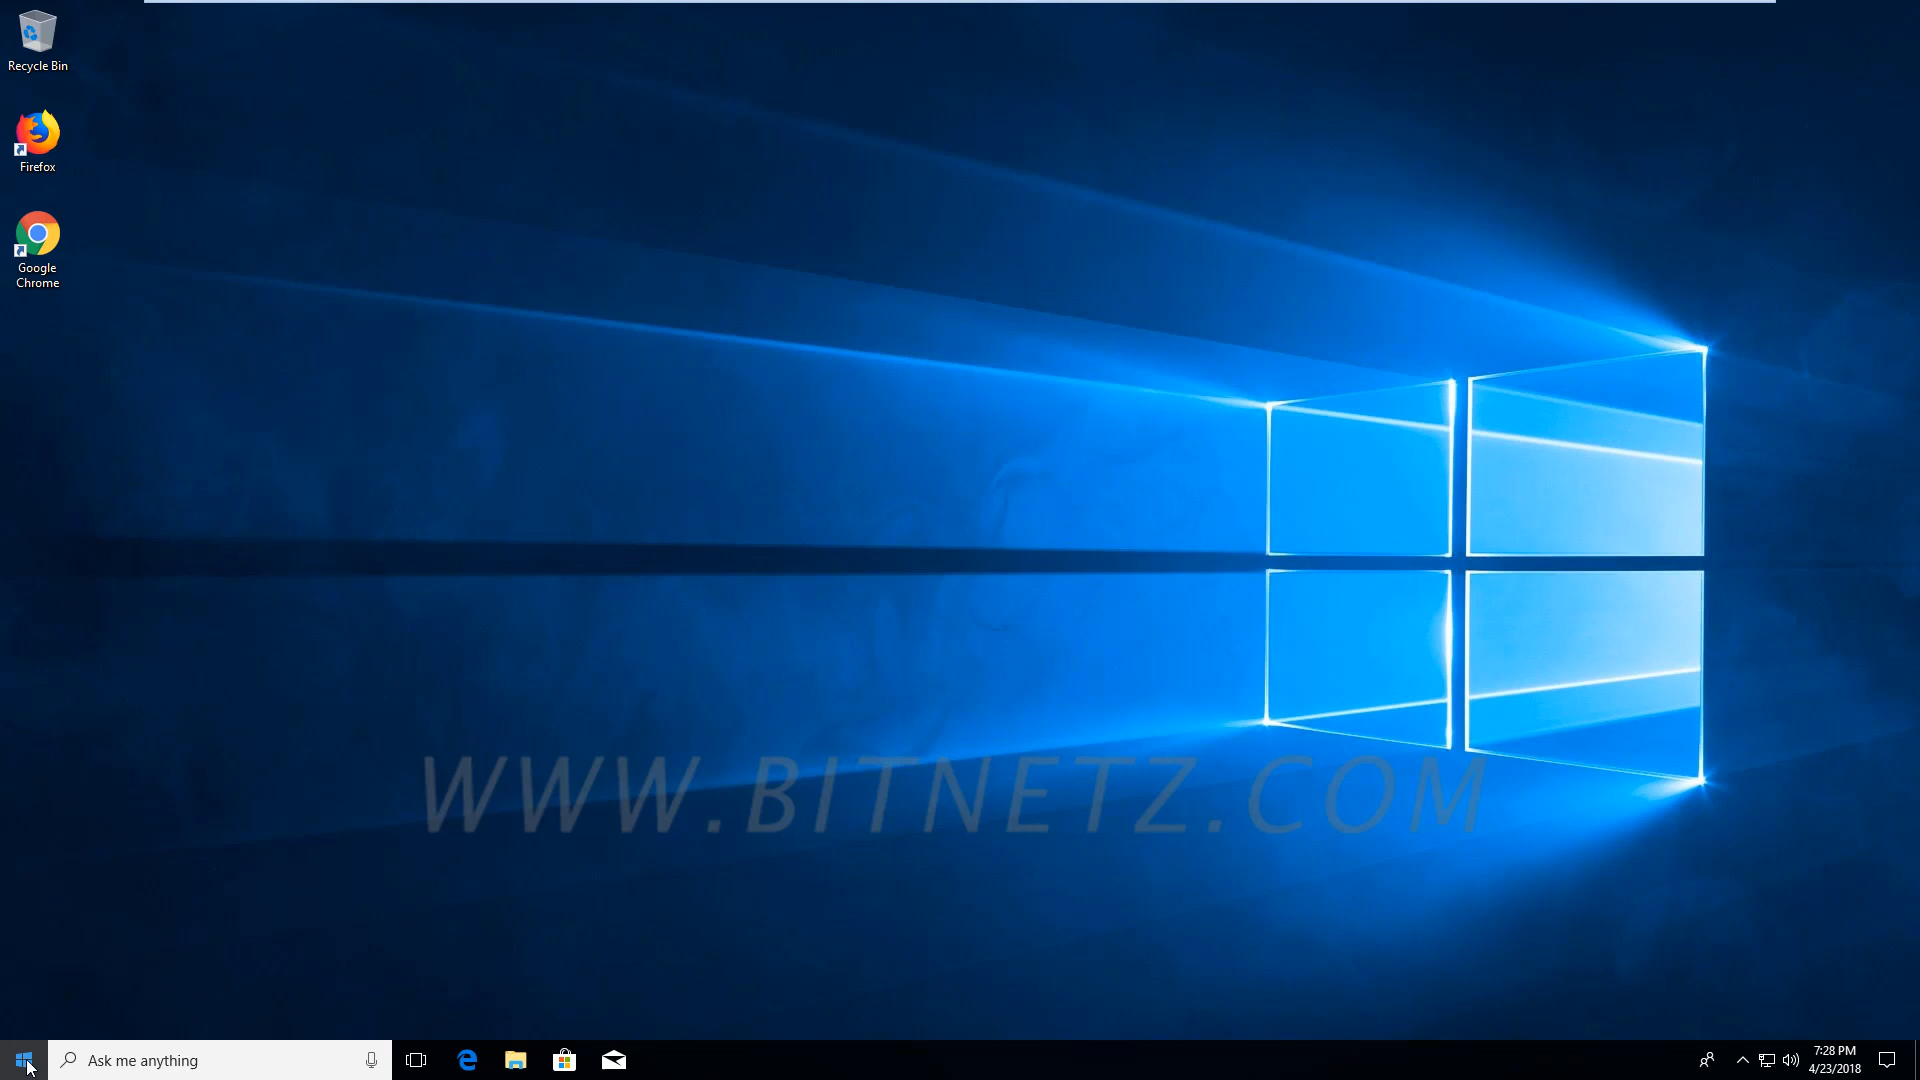 Recycle Bin
Firefox
Google
Chrome
WWW.BITNETZ.COM
Ask me anything
7:28 PM
4/23/2018